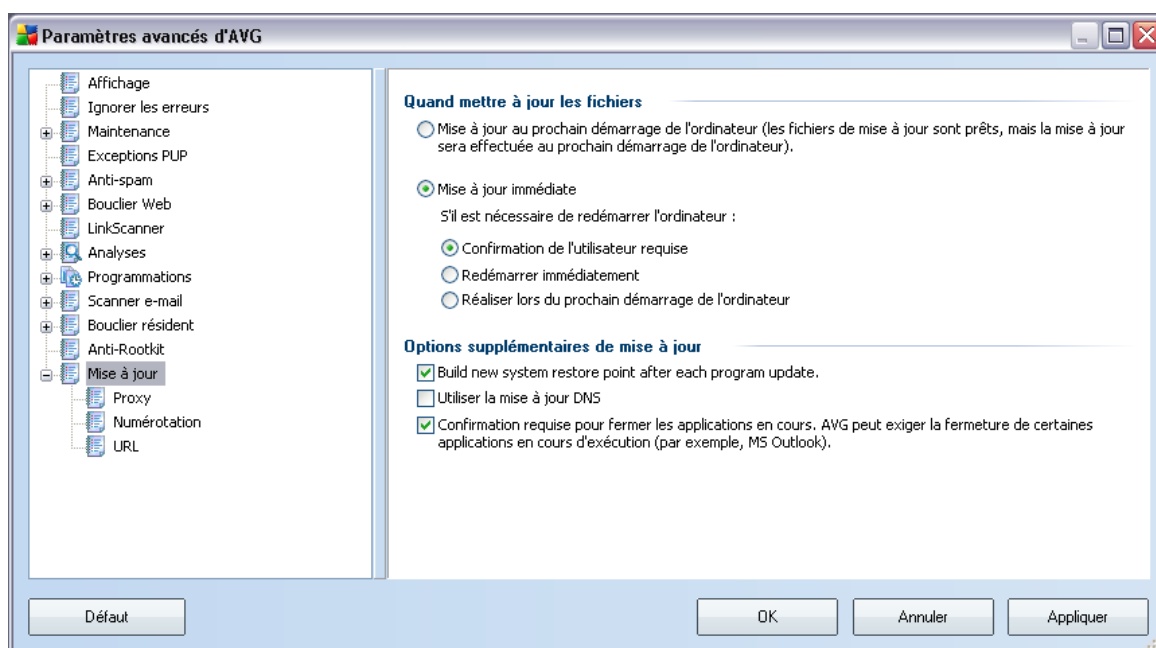 Paramètres avancés d'AVG
Affichage
Ignorer les erreurs
Maintenance
Exceptions PUP
Anti-spam
Bouclier Web
LinkScanner
Analyses
Programmations
Scanner e-mail
Bouclier résident
Anti-Rootkit
Mise à jour
Proxy
Numérotation
URL
Quand mettre à jour les fichiers
Mise à jour au prochain démarrage de l'ordinateur (les fichiers de mise à jour sont prêts, mais la mise à jour
sera effectuée au prochain démarrage de l'ordinateur).
Mise à jour immédiate
S'il est nécessaire de redémarrer l'ordinateur :
Confirmation de l'utilisateur requise
Redémarrer immédiatement
Réaliser lors du prochain démarrage de l'ordinateur
Options supplémentaires de mise à jour
Build new system restore point after each program update.
Utiliser la mise à jour DNS
Confirmation requise pour fermer les applications en cours. AVG peut exiger la fermeture de certaines
applications en cours d'exécution (par exemple, MS Outlook).
Défaut
OK
Annuler
Appliquer